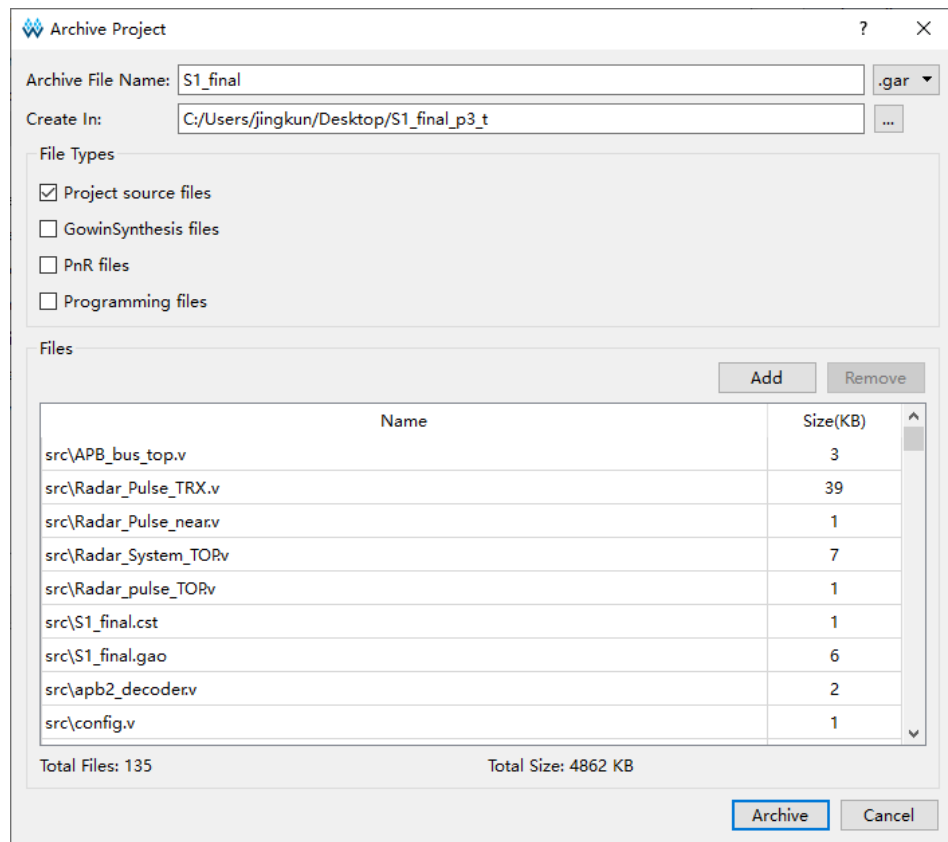 Archive Project
?
Archive File Name: S1_final .gar
Create In: C:/Users/jingkun/Desktop/S1_final_p3_t ...
File Types
Project source files
GowinSynthesis files
PnR files
Programming files
Files
Add Remove
Name Size(KB)
src\APB_bus_top.v 3
src\Radar_Pulse_TRX.v 39
src\Radar_Pulse_near.v 1
src\Radar_System_TOP.v 7
src\Radar_pulse_TOP.v 1
src\S1_final.cst 1
src\S1_final.gao 6
src\apb2_decoder.v 2
src\config.v 1
Total Files: 135 Total Size: 4862 KB
Archive Cancel